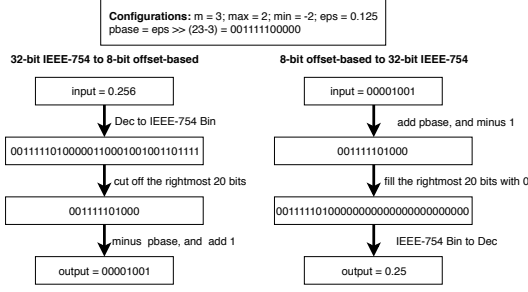 Configurations: m = 3; max = 2; min = -2; eps = 0.125
pbase = eps >> (23-3) = 001111100000
32-bit IEEE-754 to 8-bit offset-based
input = 0.256
Dec to IEEE-754 Bin
00111110100000110001001001101111
cut off the rightmost 20 bits
001111101000
minus pbase, and add 1
output = 00001001
8-bit offset-based to 32-bit IEEE-754
input = 00001001
add pbase, and minus 1
001111101000
fill the rightmost 20 bits with 0
00111110100000000000000000000000
IEEE-754 Bin to Dec
output = 0.25